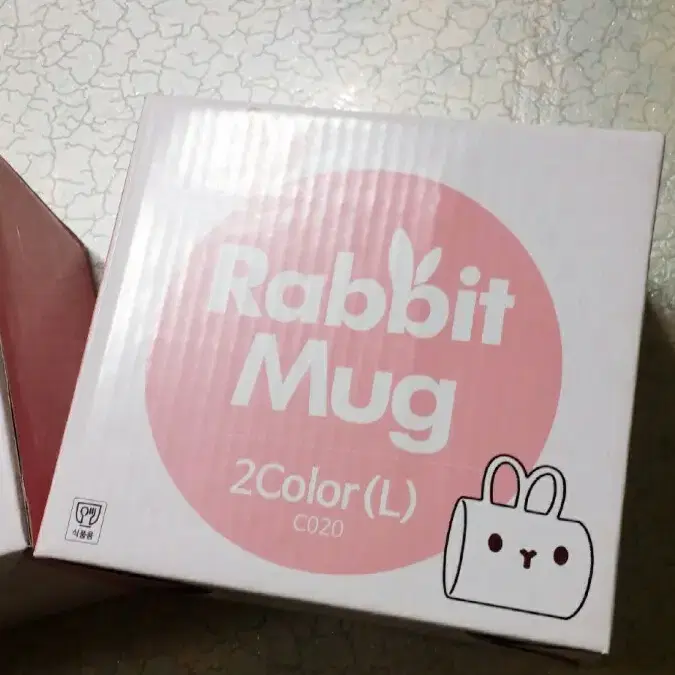 Rabbit
Mug
2Color (L)
C020
식품용